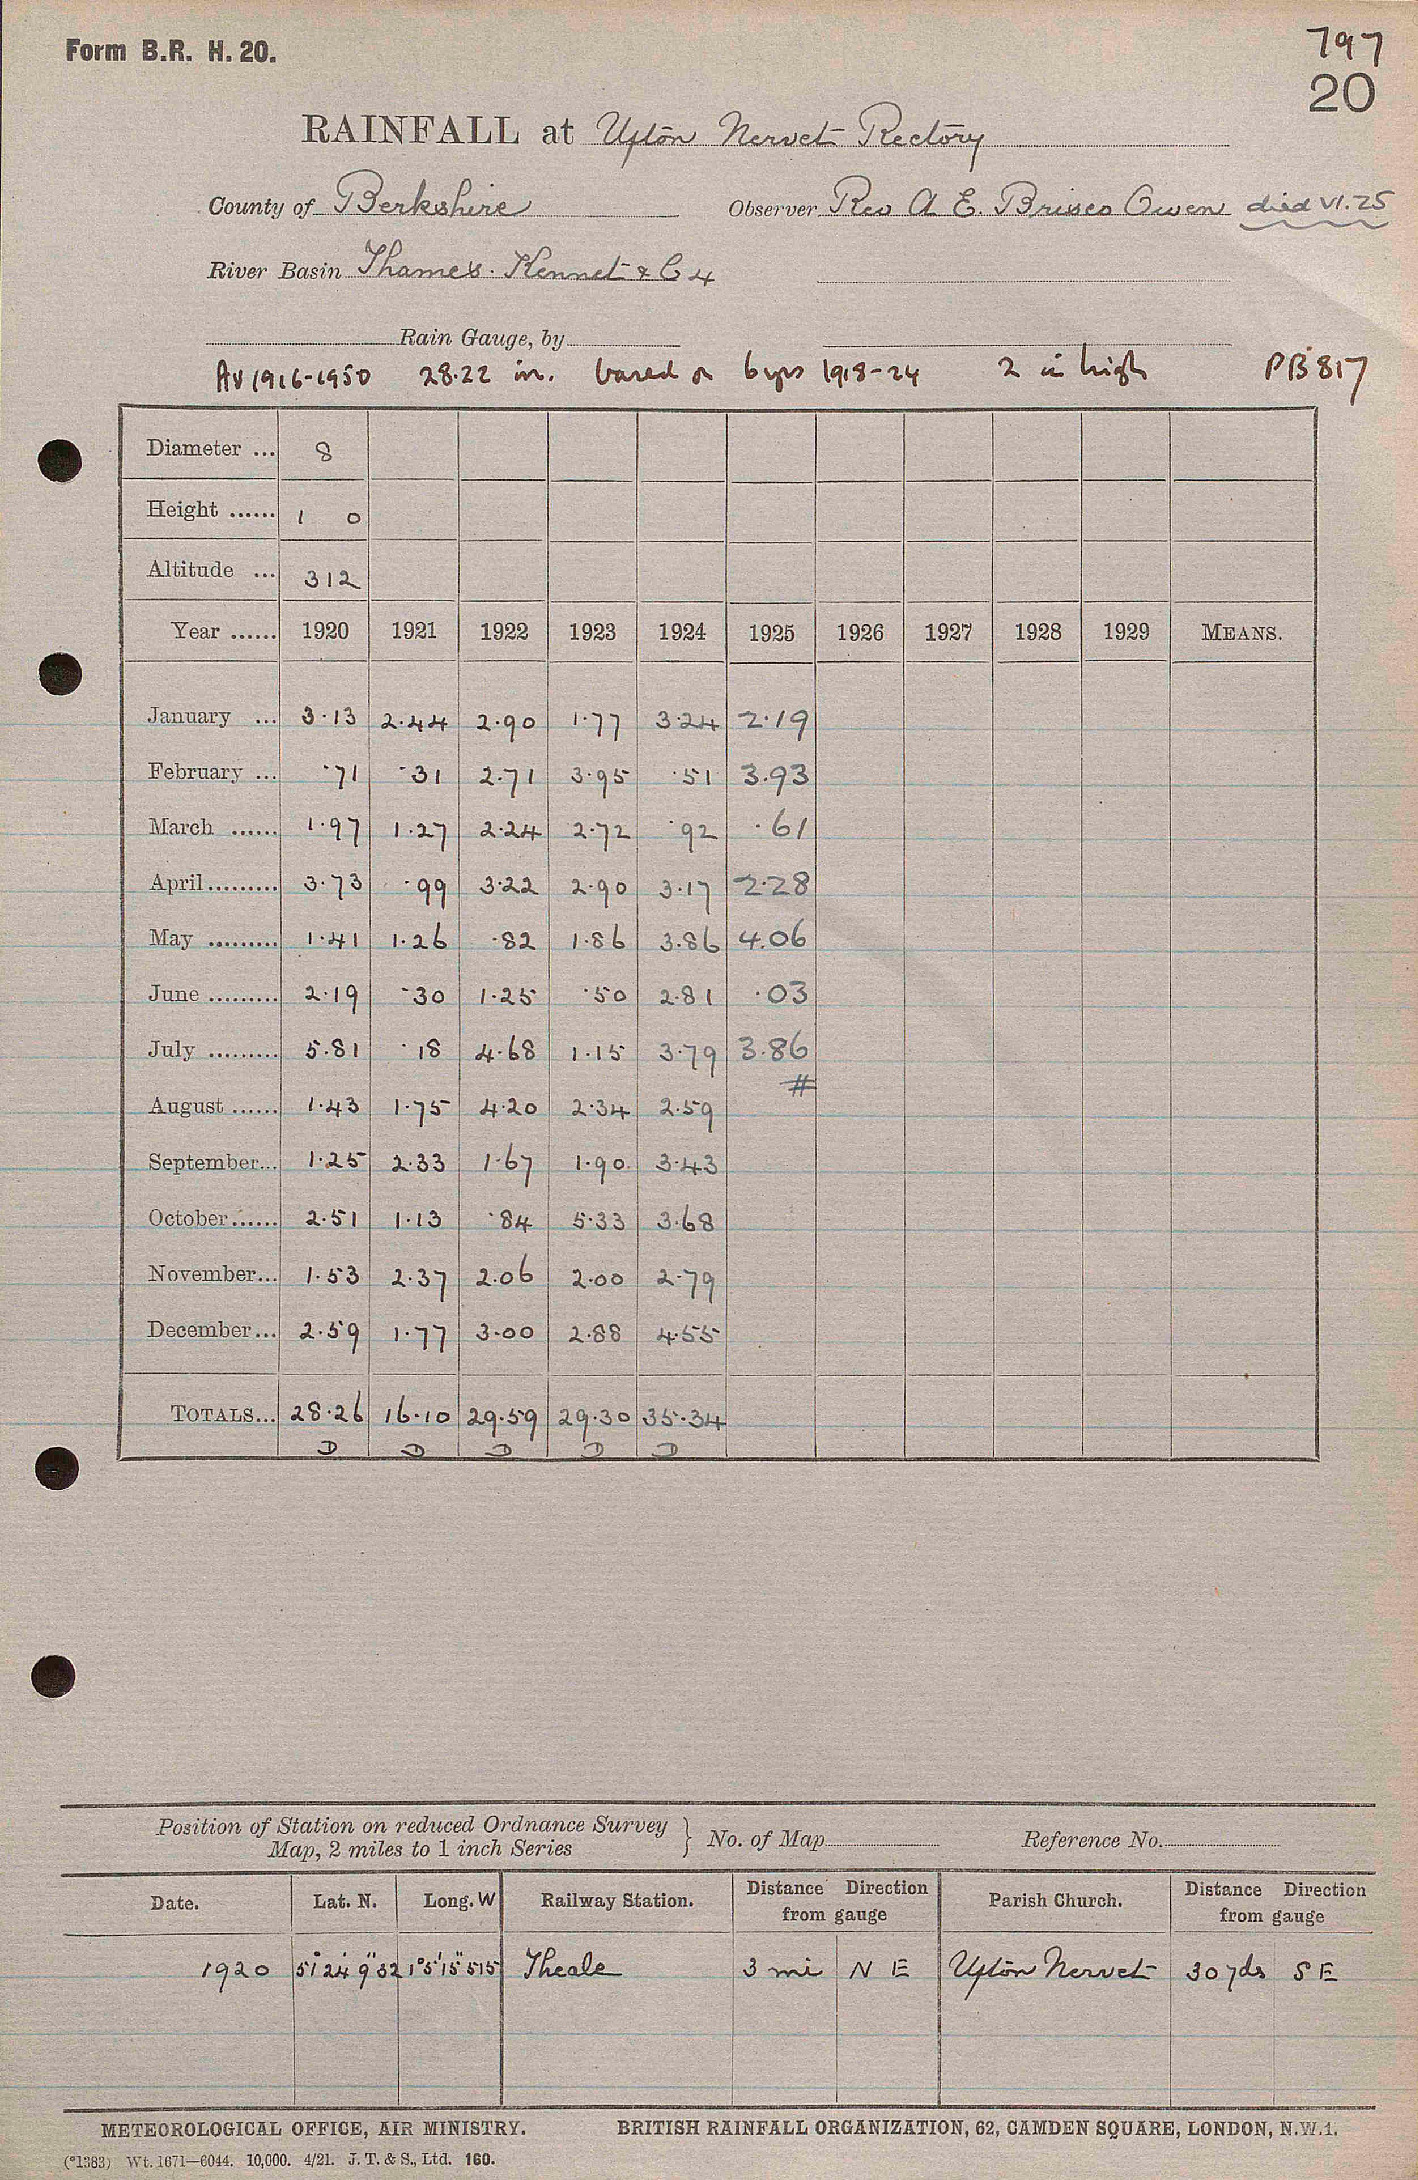 Form B.R. H. 20.
797
20
RAINFALL at Ufton Nervet Rectory
County of Berkshire Observer Rev A E. Brisco Owen died VI.25
River Basin Thames. Kennet & C 4
Rain Gauge, by
Av 1916-1950 28.22 in. based on 6 yrs 1918-24 2 in high PB 817
Diameter ... 8
Height ...... 1 0
Altitude ... 312
Year ...... 1920 1921 1922 1923 1924 1925 1926 1927 1928 1929 MEANS.
January ... 3.13 2.44 2.90 1.77 3.24 2.19
February ... .71 .31 2.71 3.95 .51 3.93
March ...... 1.97 1.27 2.24 2.72 .92 .61
April ......... 3.73 .99 3.22 2.90 3.17 2.28
May ......... 1.41 1.26 .82 1.86 3.86 4.06
June ......... 2.19 .30 1.25 .50 2.81 .03
July ......... 5.81 .18 4.68 1.15 3.79 3.86
#
August ...... 1.43 1.75 4.20 2.34 2.59
September... 1.25 2.33 1.67 1.90 3.43
October...... 2.51 1.13 .84 5.33 3.68
November... 1.53 2.37 2.06 2.00 2.79
December... 2.59 1.77 3.00 2.88 4.55
TOTALS... 28.26 16.10 29.59 29.30 35.34
D D D D D
Position of Station on reduced Ordnance Survey
Map, 2 miles to 1 inch Series } No. of Map Reference No.
Date. Lat. N. Long. W Railway Station. Distance Direction from gauge Parish Church. Distance Direction from gauge
1920 51° 24' 9" 32 1° 5' 15" 515 Theale 3 mi N E Ufton Nervet 30 yds S E
METEOROLOGICAL OFFICE, AIR MINISTRY. BRITISH RAINFALL ORGANIZATION, 62, CAMDEN SQUARE, LONDON, N.W.1.
(*1383) Wt. 1671—6044. 10,000. 4/21. J. T. & S., Ltd. 160.